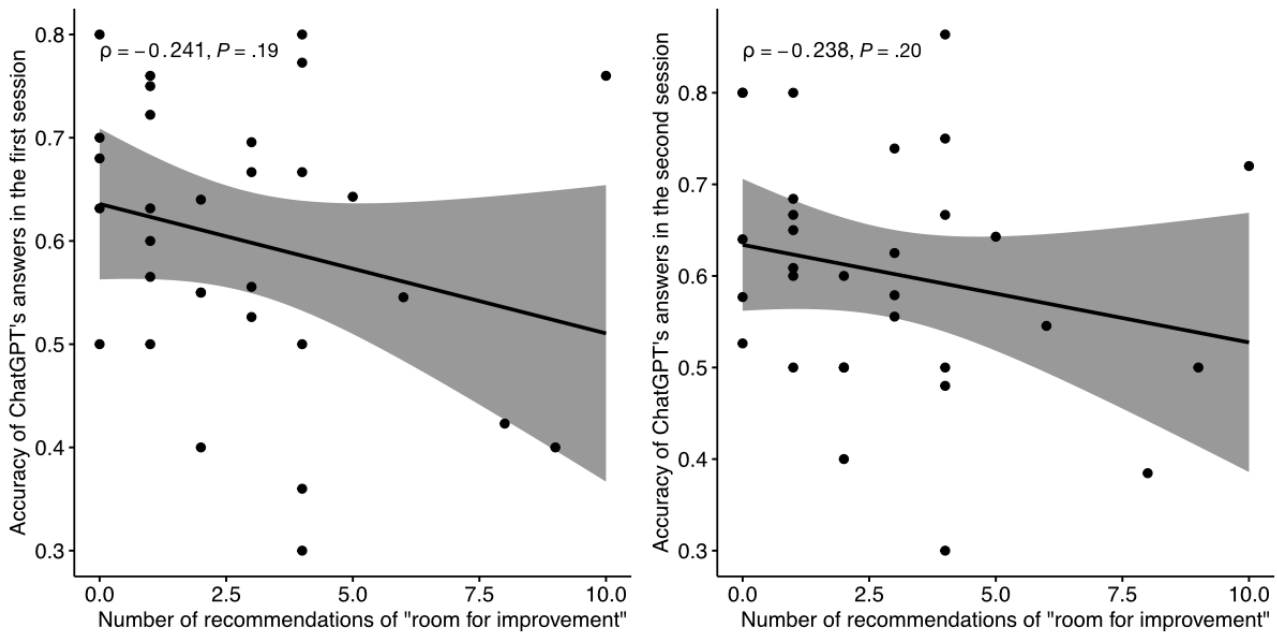 Accuracy of ChatGPT's answers in the first session
ρ = −0.241, P = .19
0.8
0.7
0.6
0.5
0.4
0.3
0.0 2.5 5.0 7.5 10.0
Number of recommendations of "room for improvement"
Accuracy of ChatGPT's answers in the second session
ρ = −0.238, P = .20
0.8
0.7
0.6
0.5
0.4
0.3
0.0 2.5 5.0 7.5 10.0
Number of recommendations of "room for improvement"